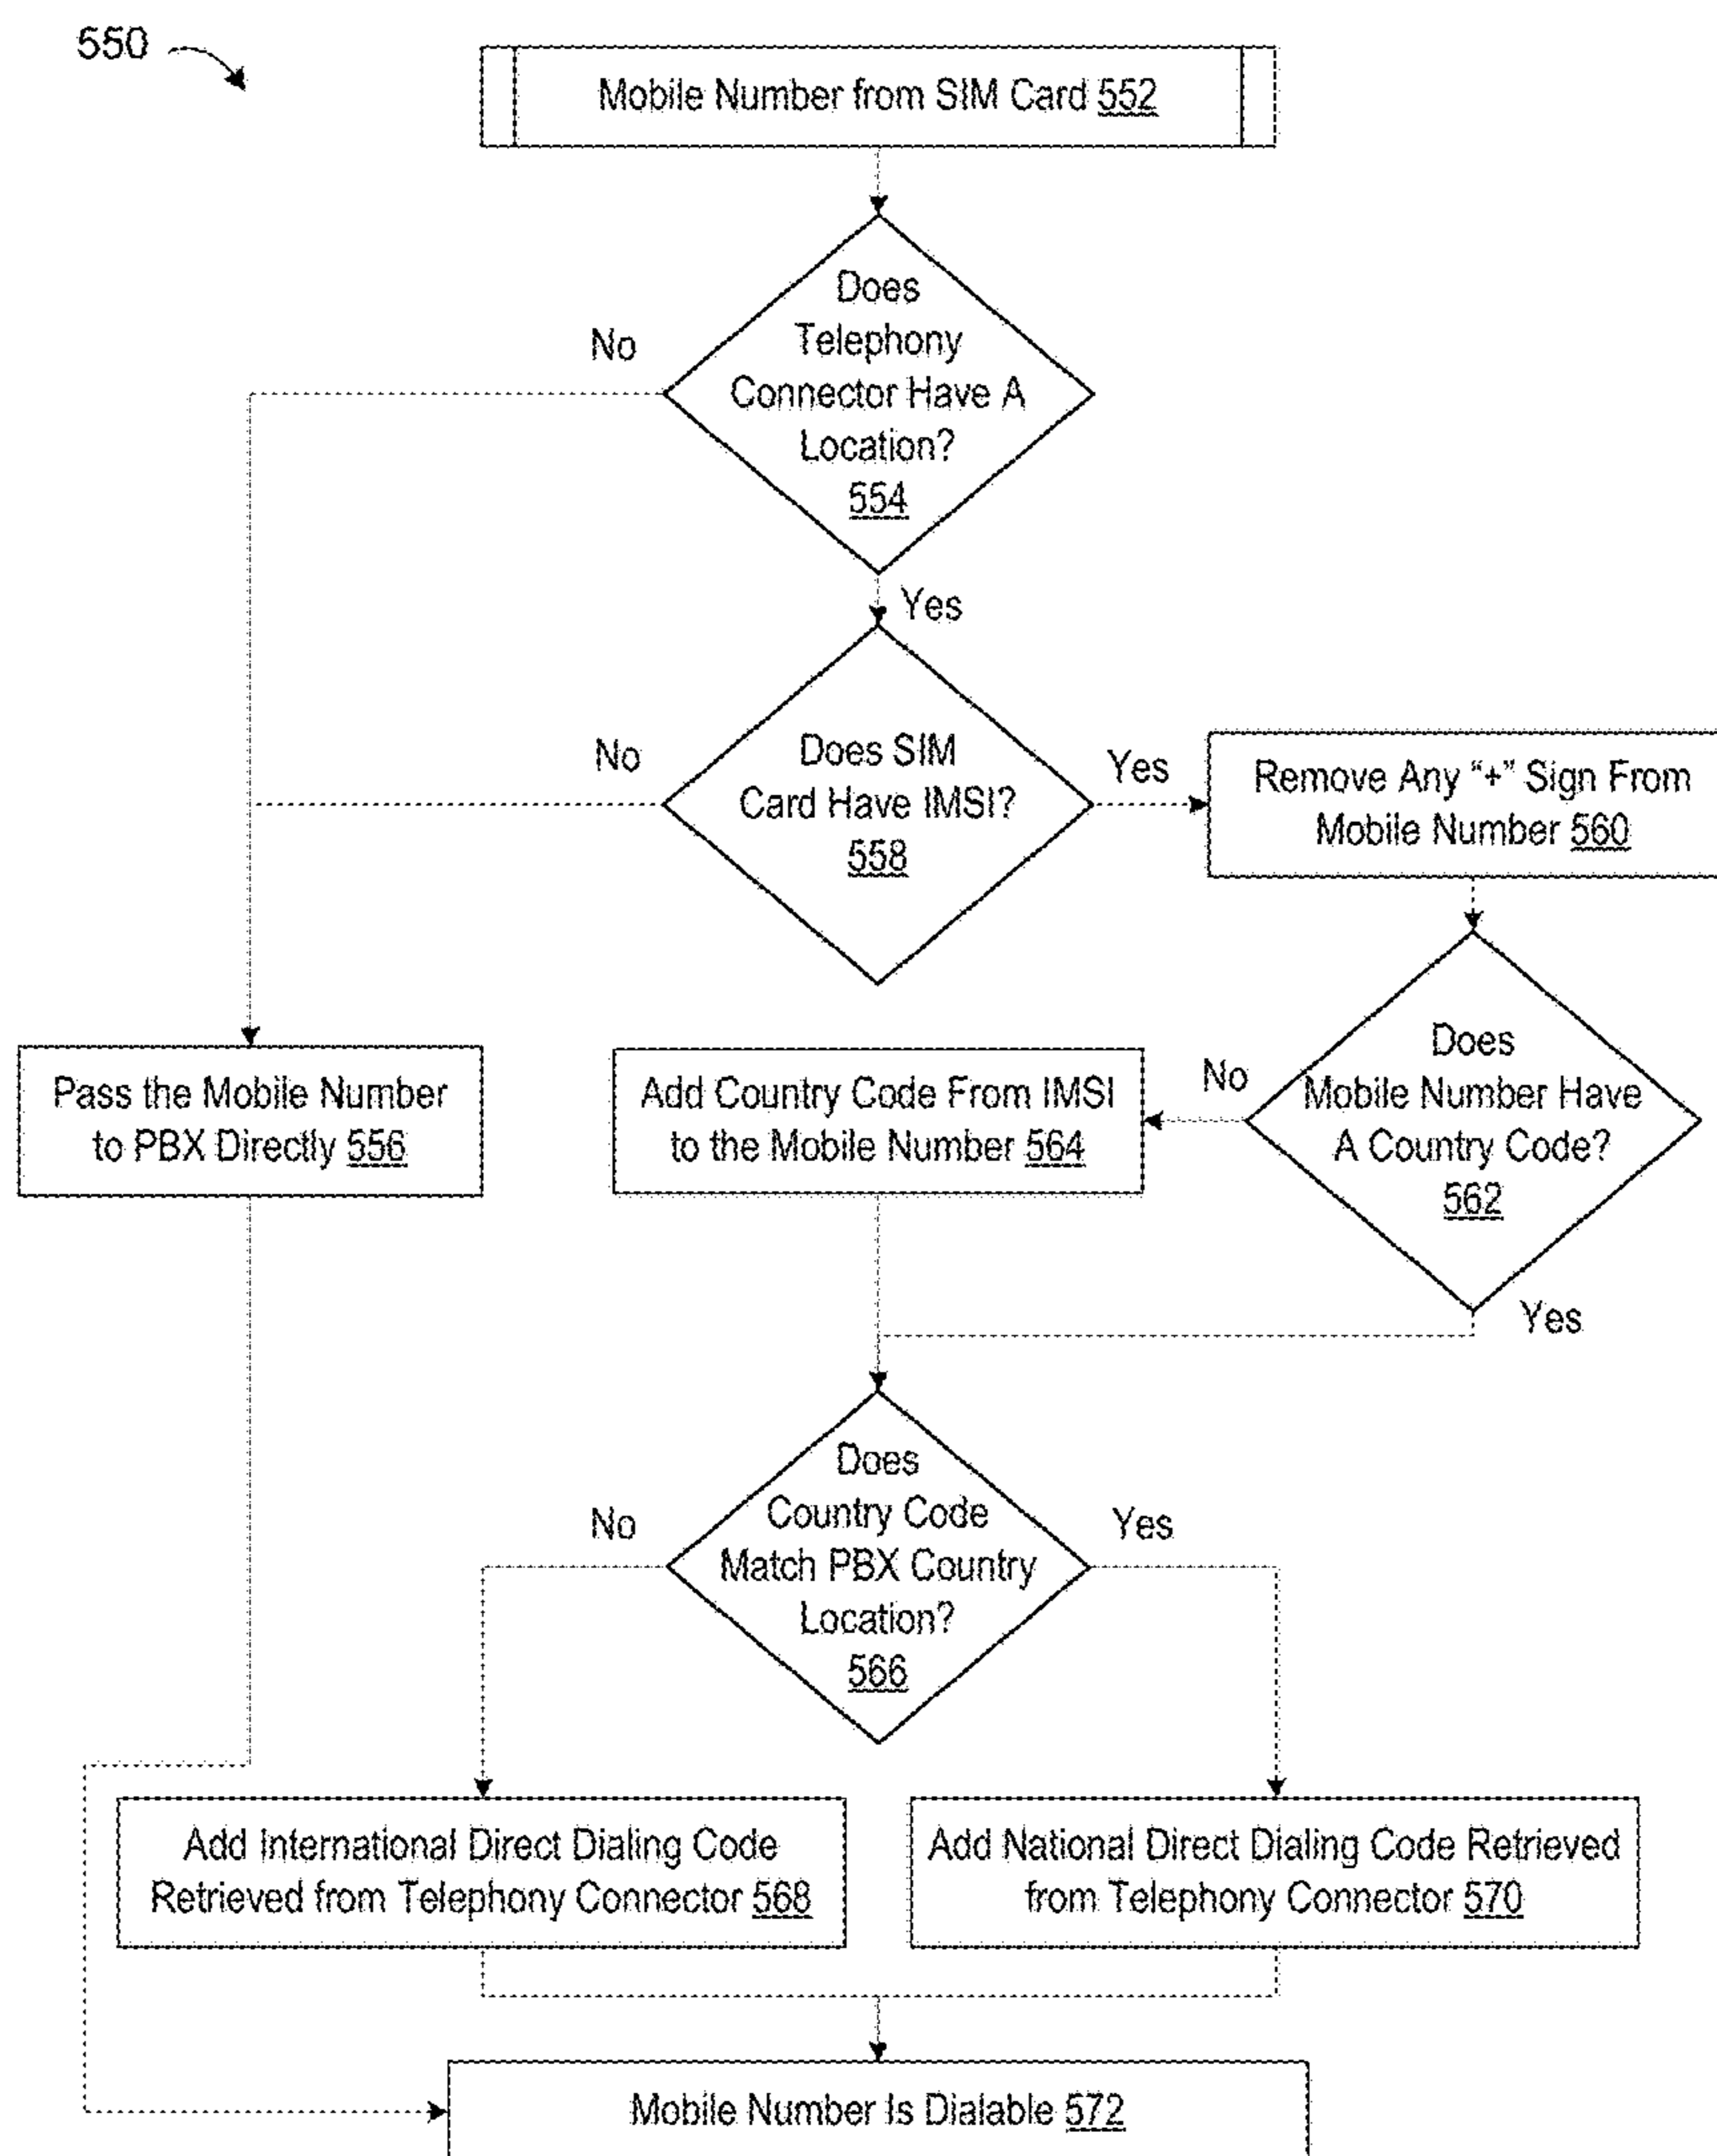 550
Mobile Number from SIM Card 552
Does
Telephony
Connector Have A
Location?
554
No
Yes
Does SIM
Card Have IMSI?
558
No
Yes
Remove Any “+” Sign From
Mobile Number 560
Does
Mobile Number Have
A Country Code?
562
No
Yes
Pass the Mobile Number
to PBX Directly 556
Add Country Code From IMSI
to the Mobile Number 564
Does
Country Code
Match PBX Country
Location?
566
No
Yes
Add International Direct Dialing Code
Retrieved from Telephony Connector 568
Add National Direct Dialing Code Retrieved
from Telephony Connector 570
Mobile Number Is Dialable 572